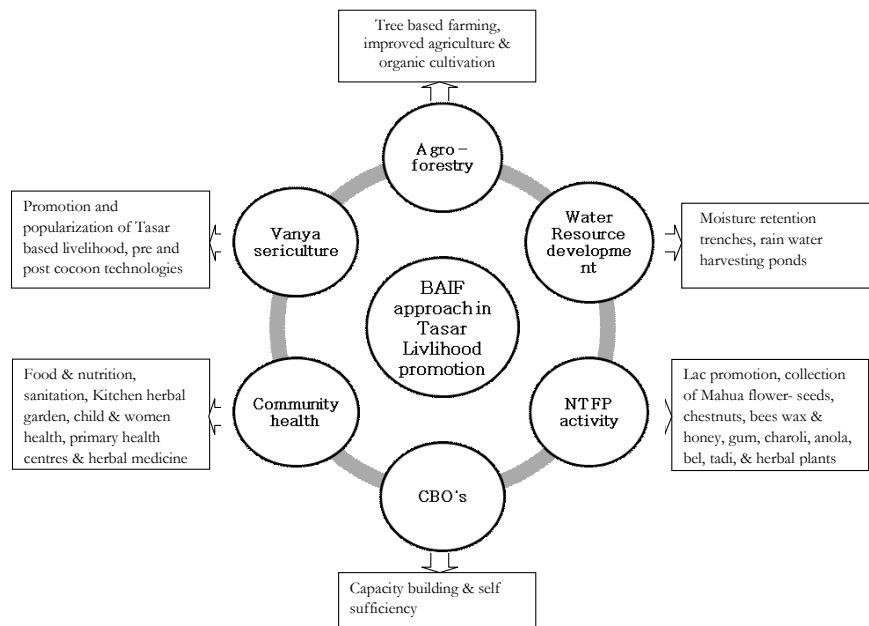 Tree based farming,
improved agriculture &
organic cultivation
Agro –
forestry
Promotion and
popularization of Tasar
based livelihood, pre and
post cocoon technologies
Vanya
sericulture
Water
Resource
developme
nt
Moisture retention
trenches, rain water
harvesting ponds
BAIF
approach in
Tasar
Livlihood
promotion
Food & nutrition,
sanitation, Kitchen herbal
garden, child & women
health, primary health
centres & herbal medicine
Community
health
NTFP
activity
Lac promotion, collection
of Mahua flower- seeds,
chestnuts, bees wax &
honey, gum, charoli, anola,
bel, tadi, & herbal plants
CBO's
Capacity building & self
sufficiency